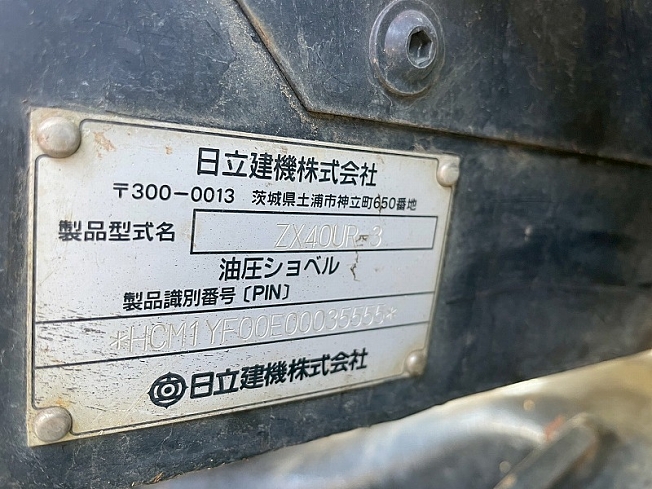 日立建機株式会社
〒300-0013 茨城県土浦市神立町650番地
製品型式名 ZX40UR-3
油圧ショベル
製品識別番号〔PIN〕
*HCM1YF00E00035555*
日立建機株式会社